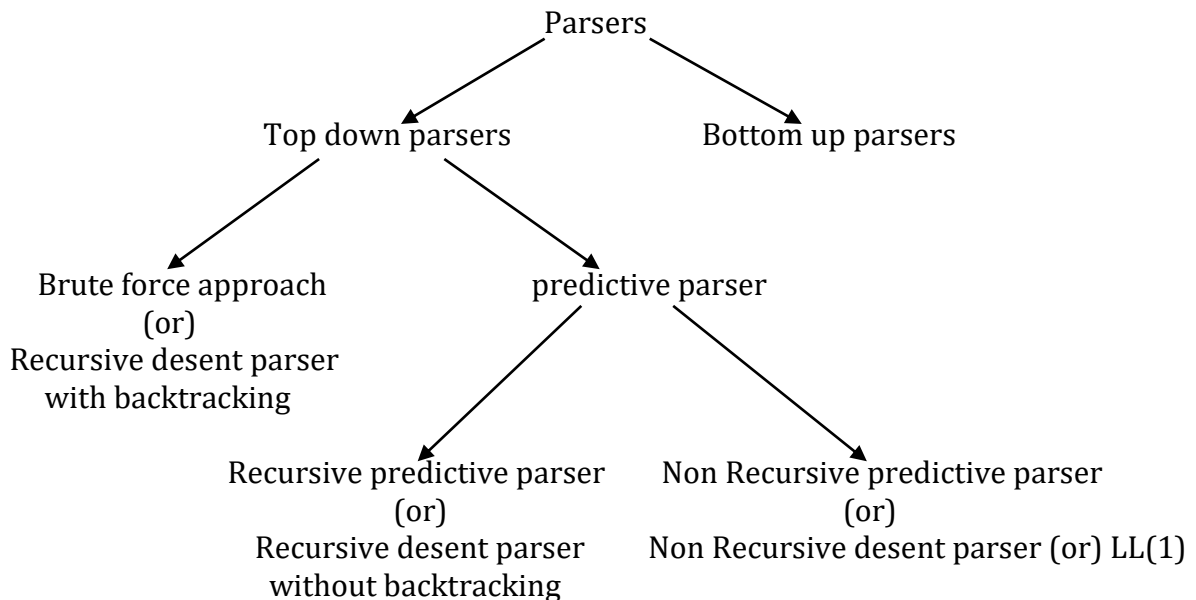 Parsers
Top down parsers
Bottom up parsers
Brute force approach
(or)
Recursive desent parser
with backtracking
predictive parser
Recursive predictive parser
(or)
Recursive desent parser
without backtracking
Non Recursive predictive parser
(or)
Non Recursive desent parser (or) LL(1)